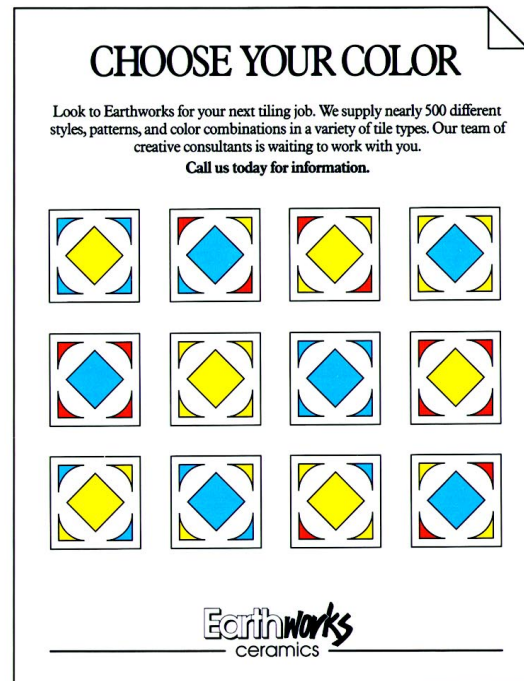 CHOOSE YOUR COLOR
Look to Earthworks for your next tiling job. We supply nearly 500 different
styles, patterns, and color combinations in a variety of tile types. Our team of
creative consultants is waiting to work with you.
Call us today for information.
Earthworks
ceramics